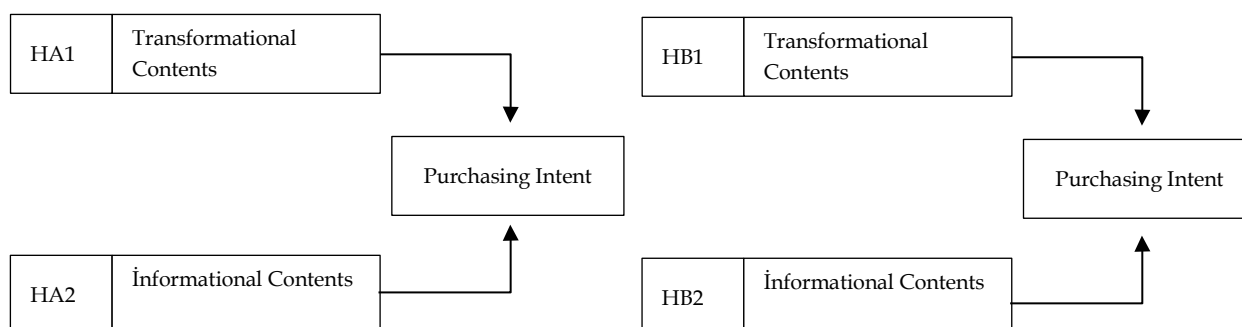 HA1
Transformational
Contents
Purchasing Intent
HA2
İnformational Contents
HB1
Transformational
Contents
Purchasing Intent
HB2
İnformational Contents